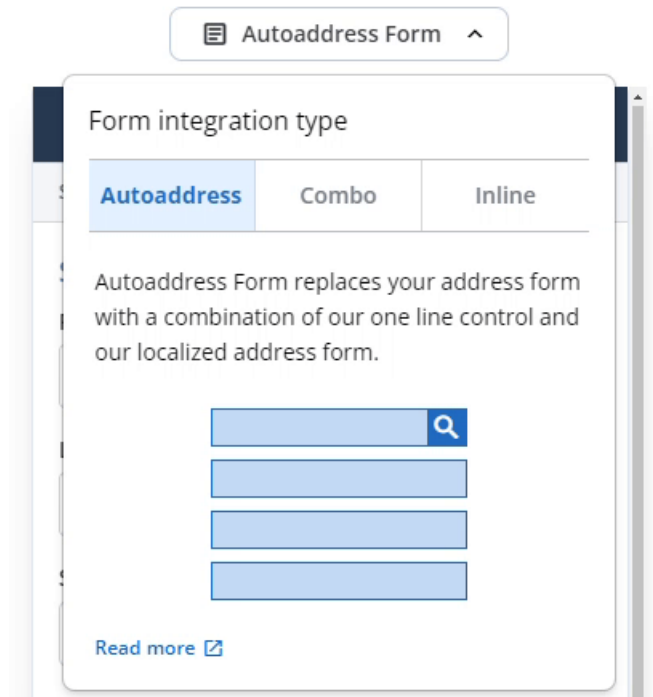 Autoaddress Form
Form integration type
Autoaddress Combo Inline
Autoaddress Form replaces your address form
with a combination of our one line control and
our localized address form.
Read more